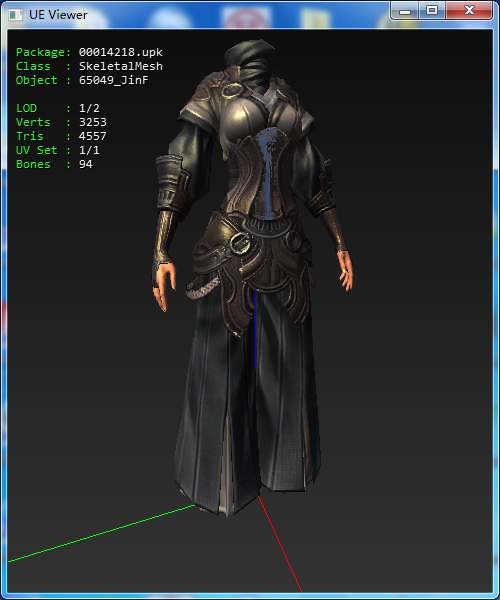 UE Viewer
Package: 00014218.upk
Class : SkeletalMesh
Object : 65049_JinF
LOD : 1/2
Verts : 3253
Tris : 4557
UV Set : 1/1
Bones : 94